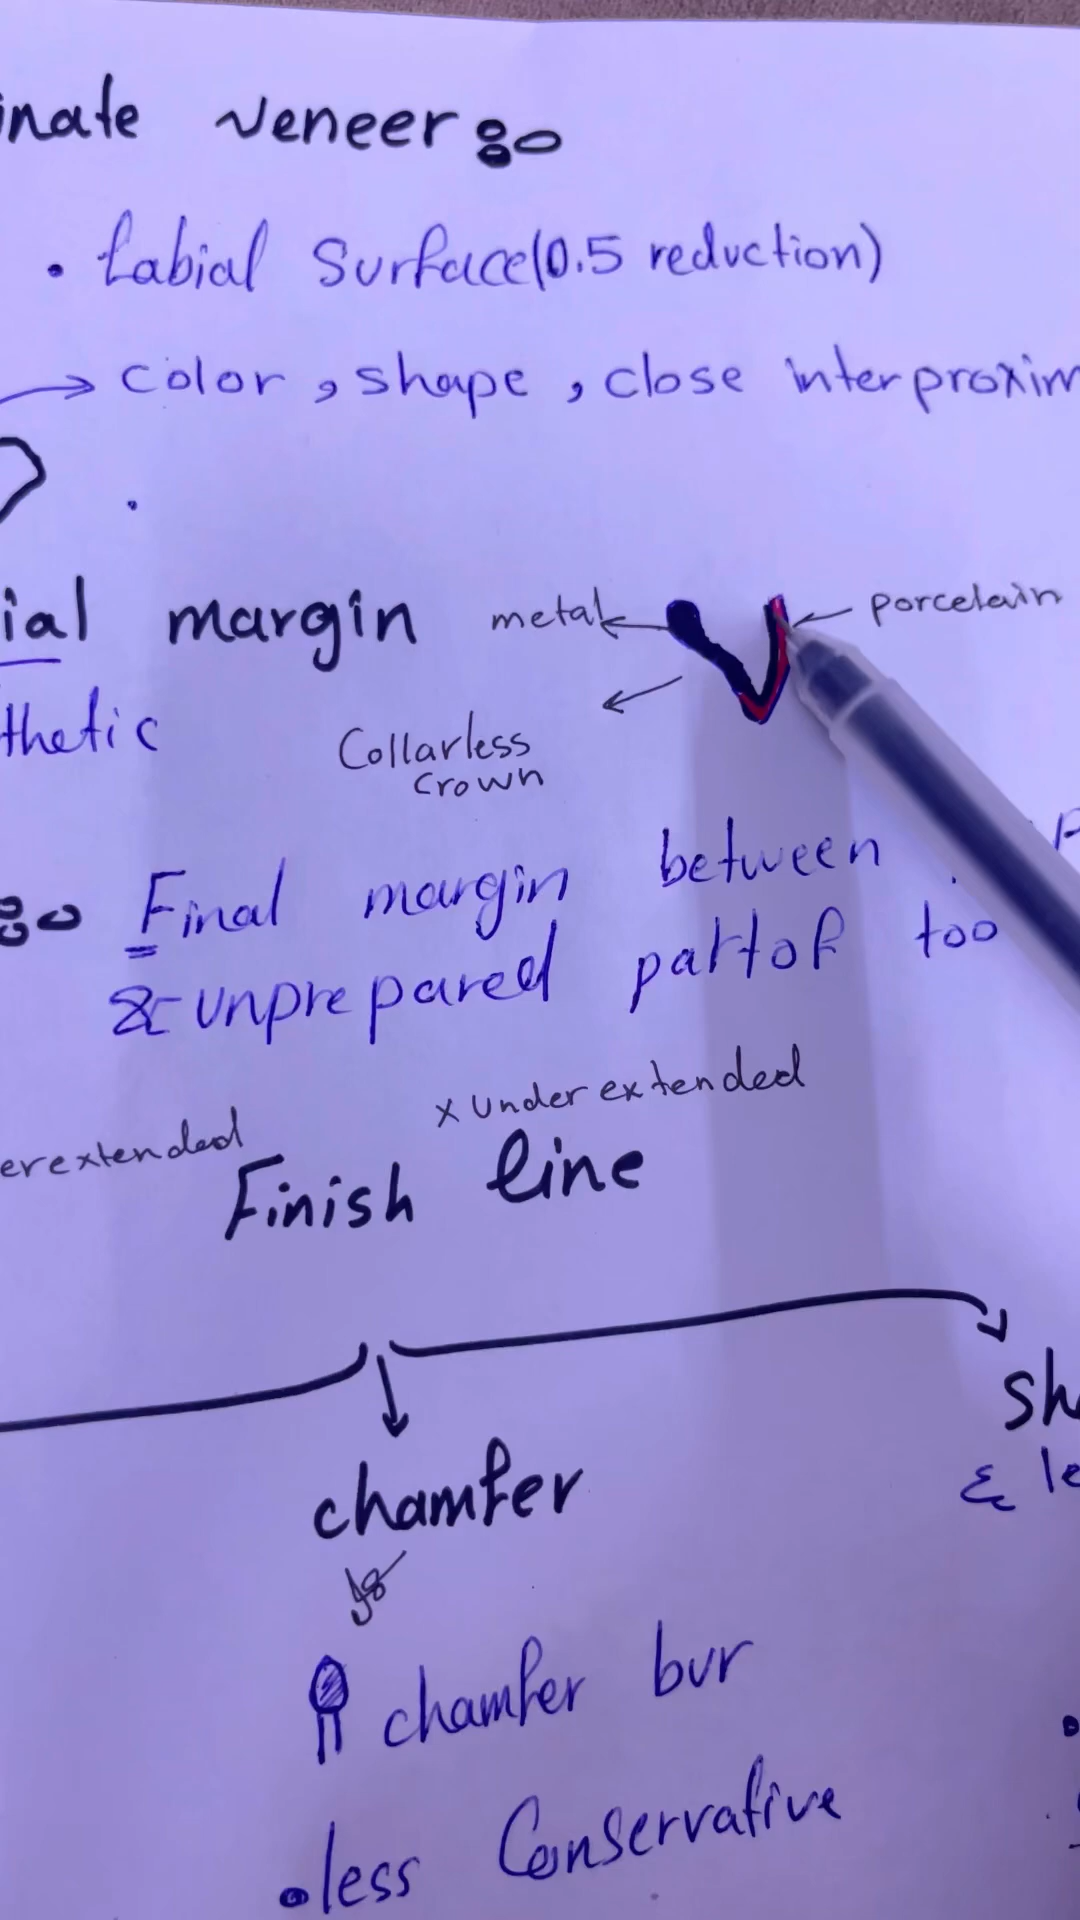 inate veneer
• Labial Surface (0.5 reduction)
→ color, shape, close interproxim
ial margin
metal
porcelain
thetic
Collarless
crown
Final margin between
& unprepared part of too
erextended
x Under extended
Finish line
chamfer
sh
& le
chamfer bur
• less Conservative